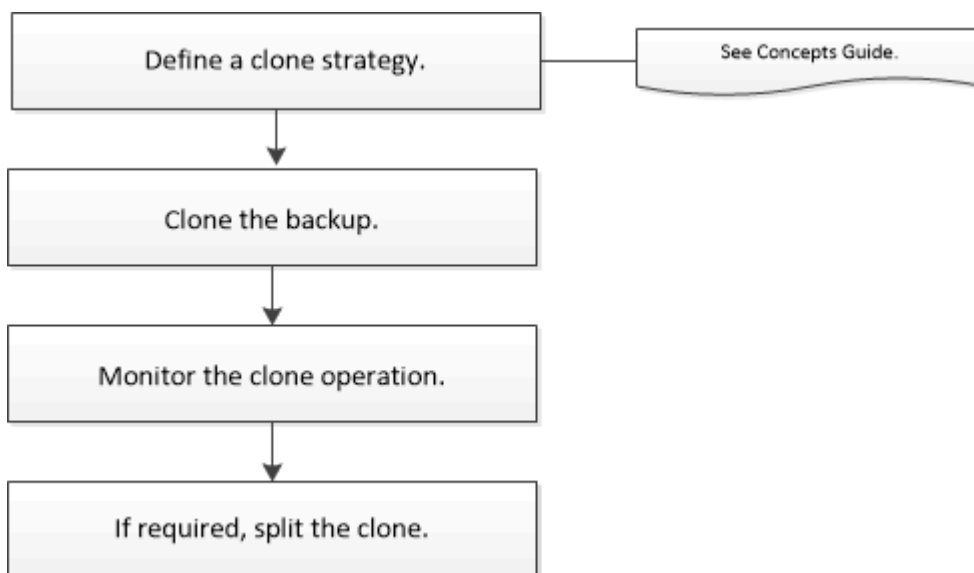 Define a clone strategy.
See Concepts Guide.
Clone the backup.
Monitor the clone operation.
If required, split the clone.